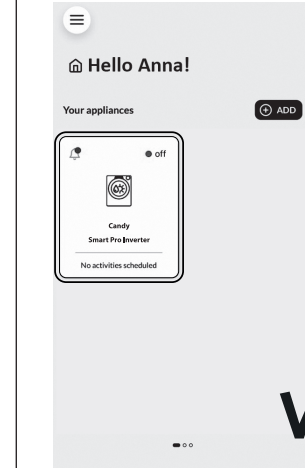 Hello Anna!
Your appliances
ADD
off
Candy
Smart Pro Inverter
No activities scheduled